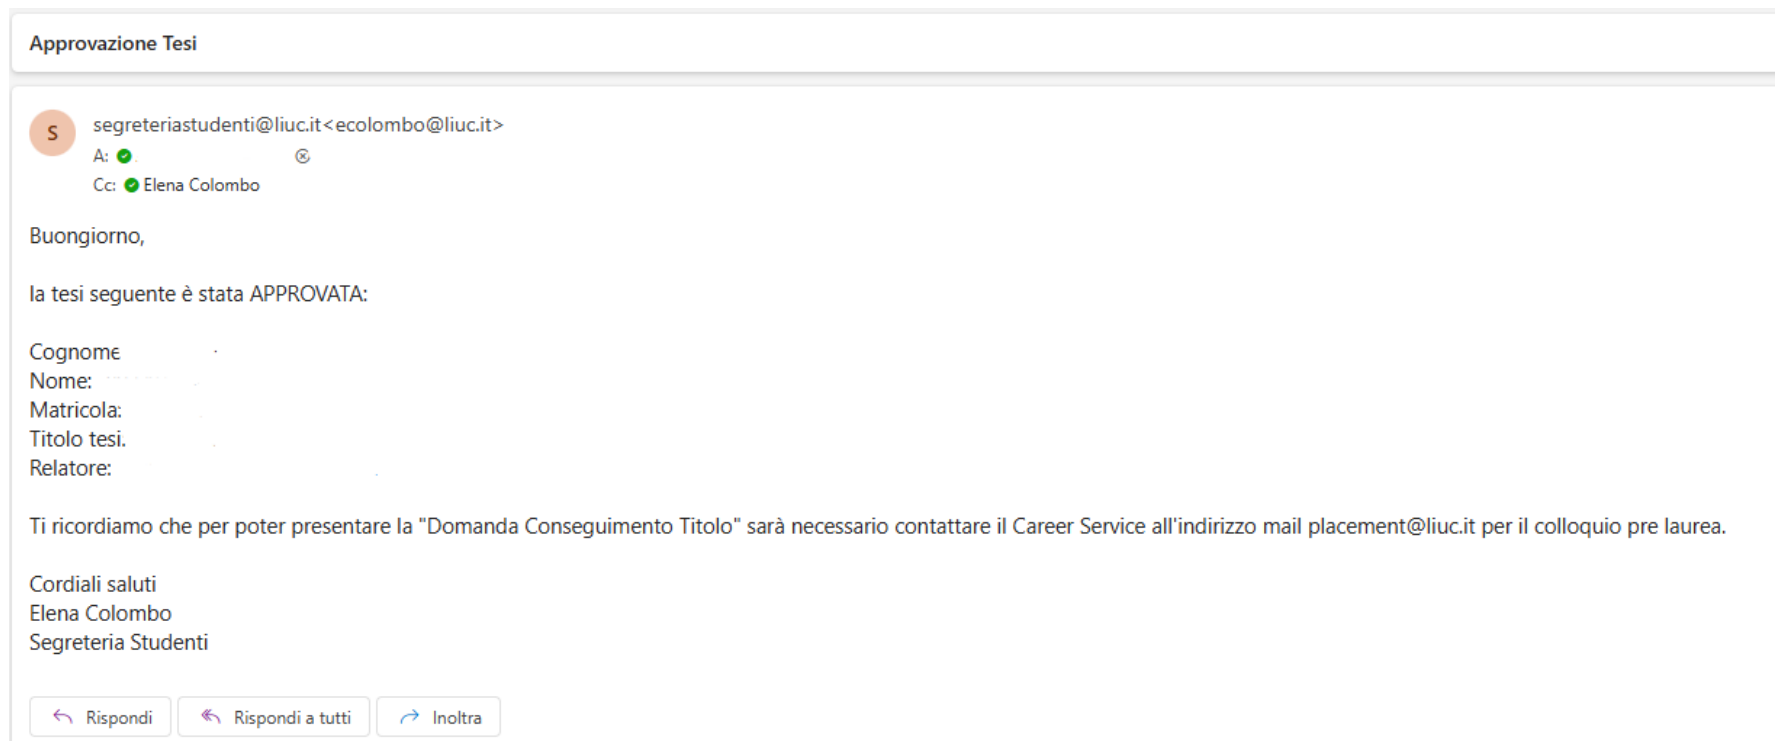 Approvazione Tesi
S
segreteriastudenti@liuc.it<ecolombo@liuc.it>
A:
Cc: Elena Colombo
Buongiorno,
la tesi seguente è stata APPROVATA:
Cognome
Nome:
Matricola:
Titolo tesi.
Relatore:
Ti ricordiamo che per poter presentare la "Domanda Conseguimento Titolo" sarà necessario contattare il Career Service all'indirizzo mail placement@liuc.it per il colloquio pre laurea.
Cordiali saluti
Elena Colombo
Segreteria Studenti
Rispondi Rispondi a tutti Inoltra